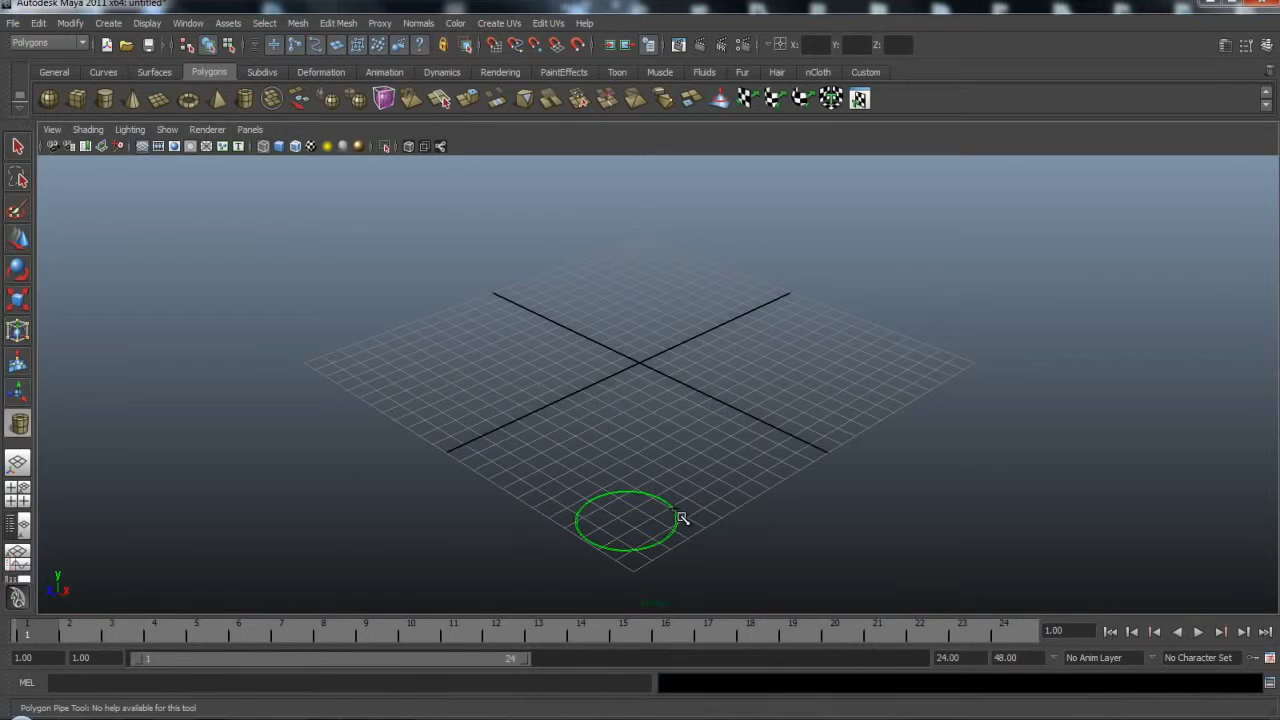 Autodesk Maya 2011 x64: untitled*
File Edit Modify Create Display Window Assets Select Mesh Edit Mesh Proxy Normals Color Create UVs Edit UVs Help
Polygons X: Y: Z:
General Curves Surfaces Polygons Subdivs Deformation Animation Dynamics Rendering PaintEffects Toon Muscle Fluids Fur Hair nCloth Custom
View Shading Lighting Show Renderer Panels
y
x
1 2 3 4 5 6 7 8 9 10 11 12 13 14 15 16 17 18 19 20 21 22 23 24
1 1.00
1.00 1.00 1 24 24.00 48.00 No Anim Layer No Character Set
MEL
Polygon Pipe Tool: No help available for this tool